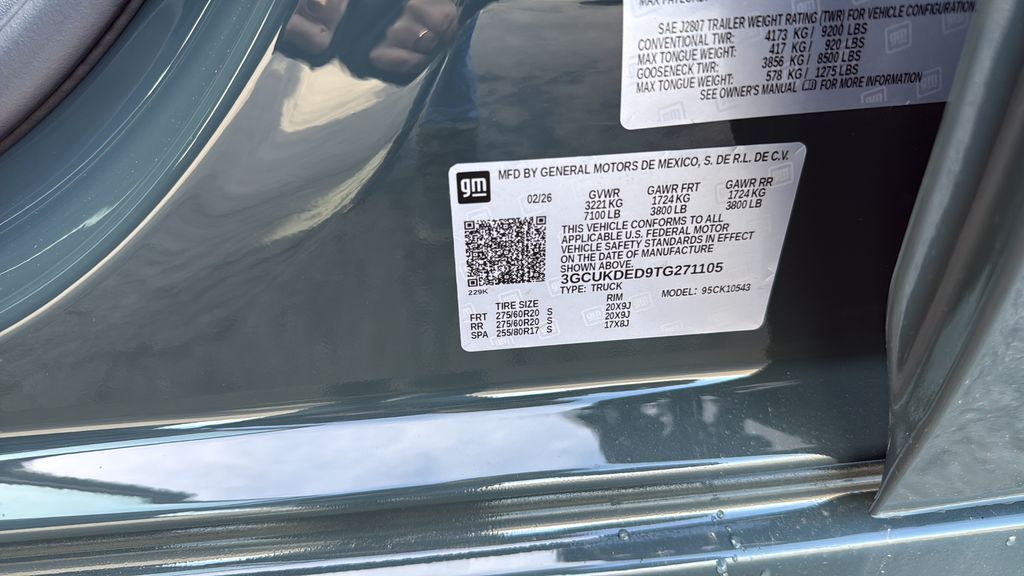 SAE J2807 TRAILER WEIGHT RATING (TWR) FOR VEHICLE CONFIGURATION
CONVENTIONAL TWR: 4173 KG / 9200 LBS
MAX TONGUE WEIGHT: 417 KG / 920 LBS
GOOSENECK TWR: 3856 KG / 8500 LBS
MAX TONGUE WEIGHT: 578 KG / 1275 LBS
SEE OWNER'S MANUAL FOR MORE INFORMATION
gm
MFD BY GENERAL MOTORS DE MEXICO, S. DE R.L. DE C.V.
02/26 GVWR GAWR FRT GAWR RR
3221 KG 1724 KG 1724 KG
7100 LB 3800 LB 3800 LB
THIS VEHICLE CONFORMS TO ALL
APPLICABLE U.S. FEDERAL MOTOR
VEHICLE SAFETY STANDARDS IN EFFECT
ON THE DATE OF MANUFACTURE
SHOWN ABOVE.
3GCUKDED9TG271105
229K
TYPE: TRUCK MODEL: 95CK10543
TIRE SIZE RIM
FRT 275/60R20 S 20X9J
RR 275/60R20 S 20X9J
SPA 255/80R17 S 17X8J